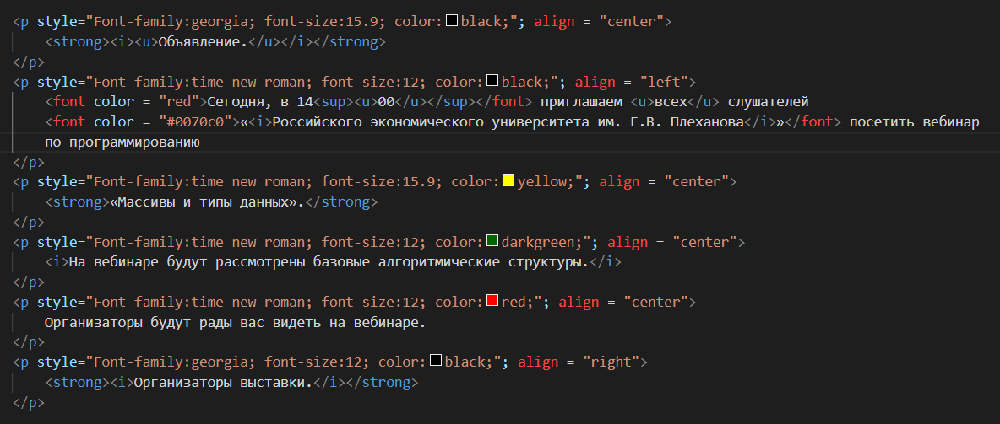 <p style="Font-family:georgia; font-size:15.9; color:black;"; align = "center">
<strong><i><u>Объявление.</u></i></strong>
</p>
<p style="Font-family:time new roman; font-size:12; color:black;"; align = "left">
<font color = "red">Сегодня, в 14<sup><u>00</u></sup></font> приглашаем <u>всех</u> слушателей
<font color = "#0070c0">«<i>Российского экономического университета им. Г.В. Плеханова</i>»</font> посетить вебинар
по программированию
</p>
<p style="Font-family:time new roman; font-size:15.9; color:yellow;"; align = "center">
<strong>«Массивы и типы данных».</strong>
</p>
<p style="Font-family:time new roman; font-size:12; color:darkgreen;"; align = "center">
<i>На вебинаре будут рассмотрены базовые алгоритмические структуры.</i>
</p>
<p style="Font-family:time new roman; font-size:12; color:red;"; align = "center">
Организаторы будут рады вас видеть на вебинаре.
</p>
<p style="Font-family:georgia; font-size:12; color:black;"; align = "right">
<strong><i>Организаторы выставки.</i></strong>
</p>